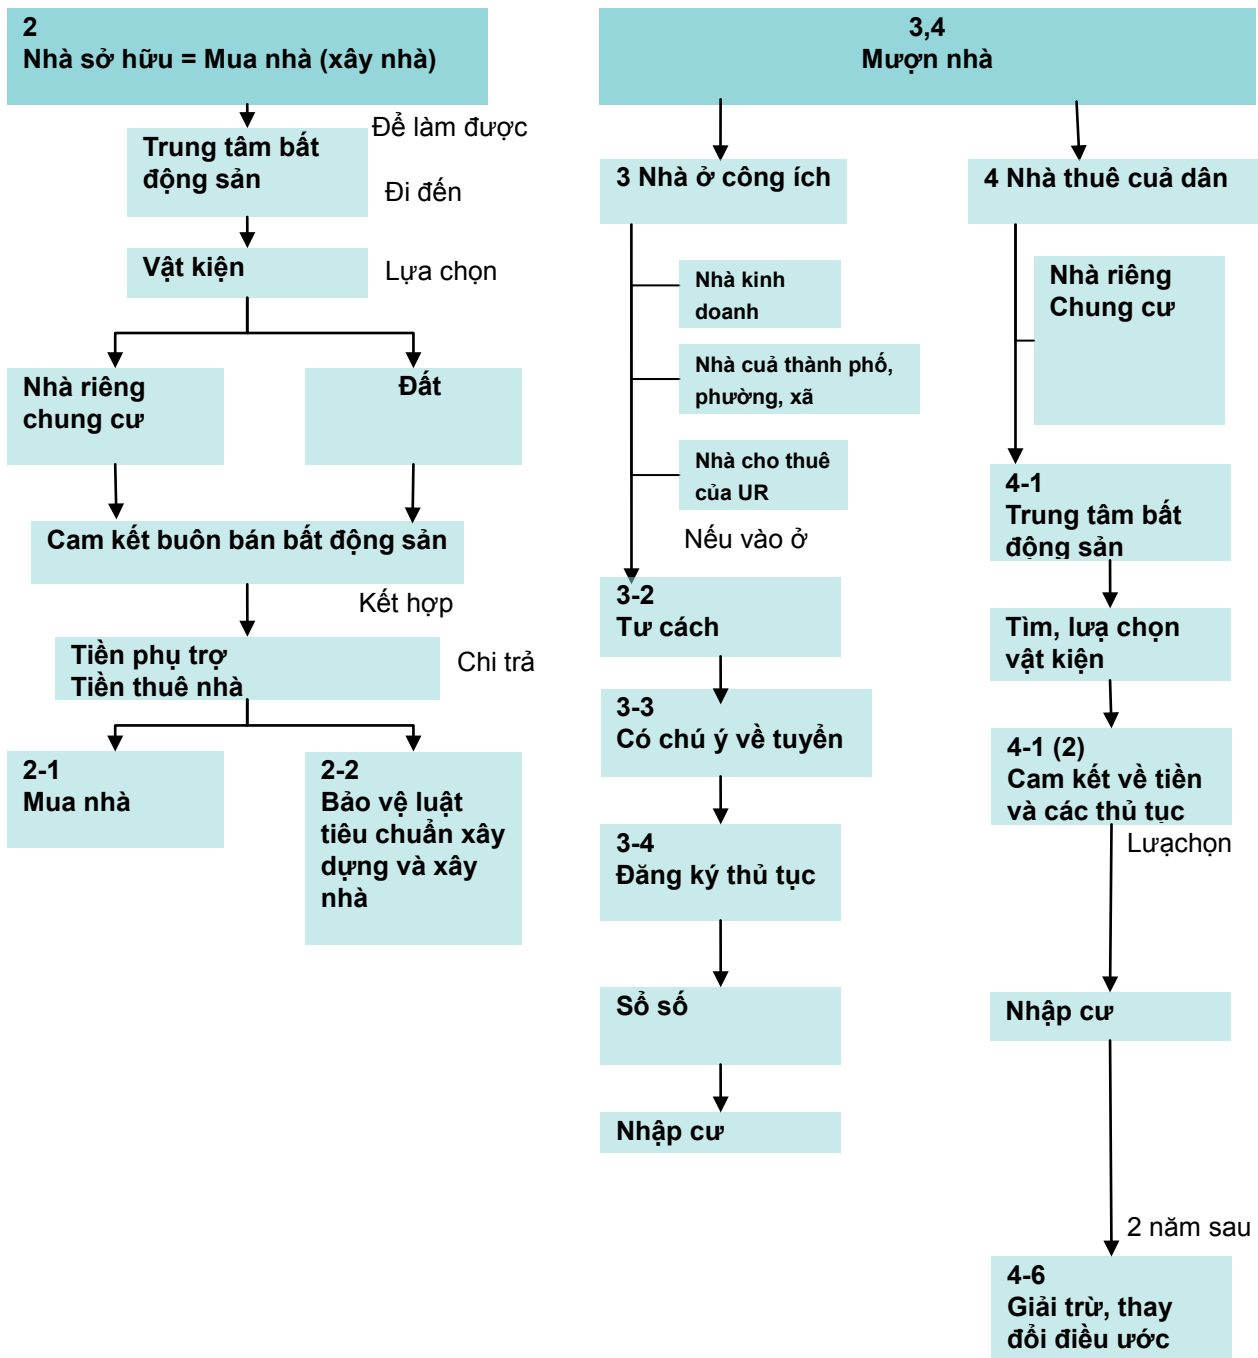 2
Nhà sở hữu = Mua nhà (xây nhà)
Để làm được
Trung tâm bất
động sản
Đi đến
Vật kiện
Lựa chọn
Nhà riêng
chung cư
Đất
Cam kết buôn bán bất động sản
Kết hợp
Tiền phụ trợ
Tiền thuê nhà
Chi trả
2-1
Mua nhà
2-2
Bảo vệ luật
tiêu chuẩn xây
dựng và xây
nhà
3,4
Mượn nhà
3 Nhà ở công ích
Nhà kinh
doanh
Nhà cuả thành phố,
phường, xã
Nhà cho thuê
của UR
Nếu vào ở
3-2
Tư cách
3-3
Có chú ý về tuyển
3-4
Đăng ký thủ tục
Sổ số
Nhập cư
4 Nhà thuê cuả dân
Nhà riêng
Chung cư
4-1
Trung tâm bất
động sản
Tìm, lưạ chọn
vật kiện
4-1 (2)
Cam kết về tiền
và các thủ tục
Lưạchọn
Nhập cư
2 năm sau
4-6
Giải trừ, thay
đổi điều ước